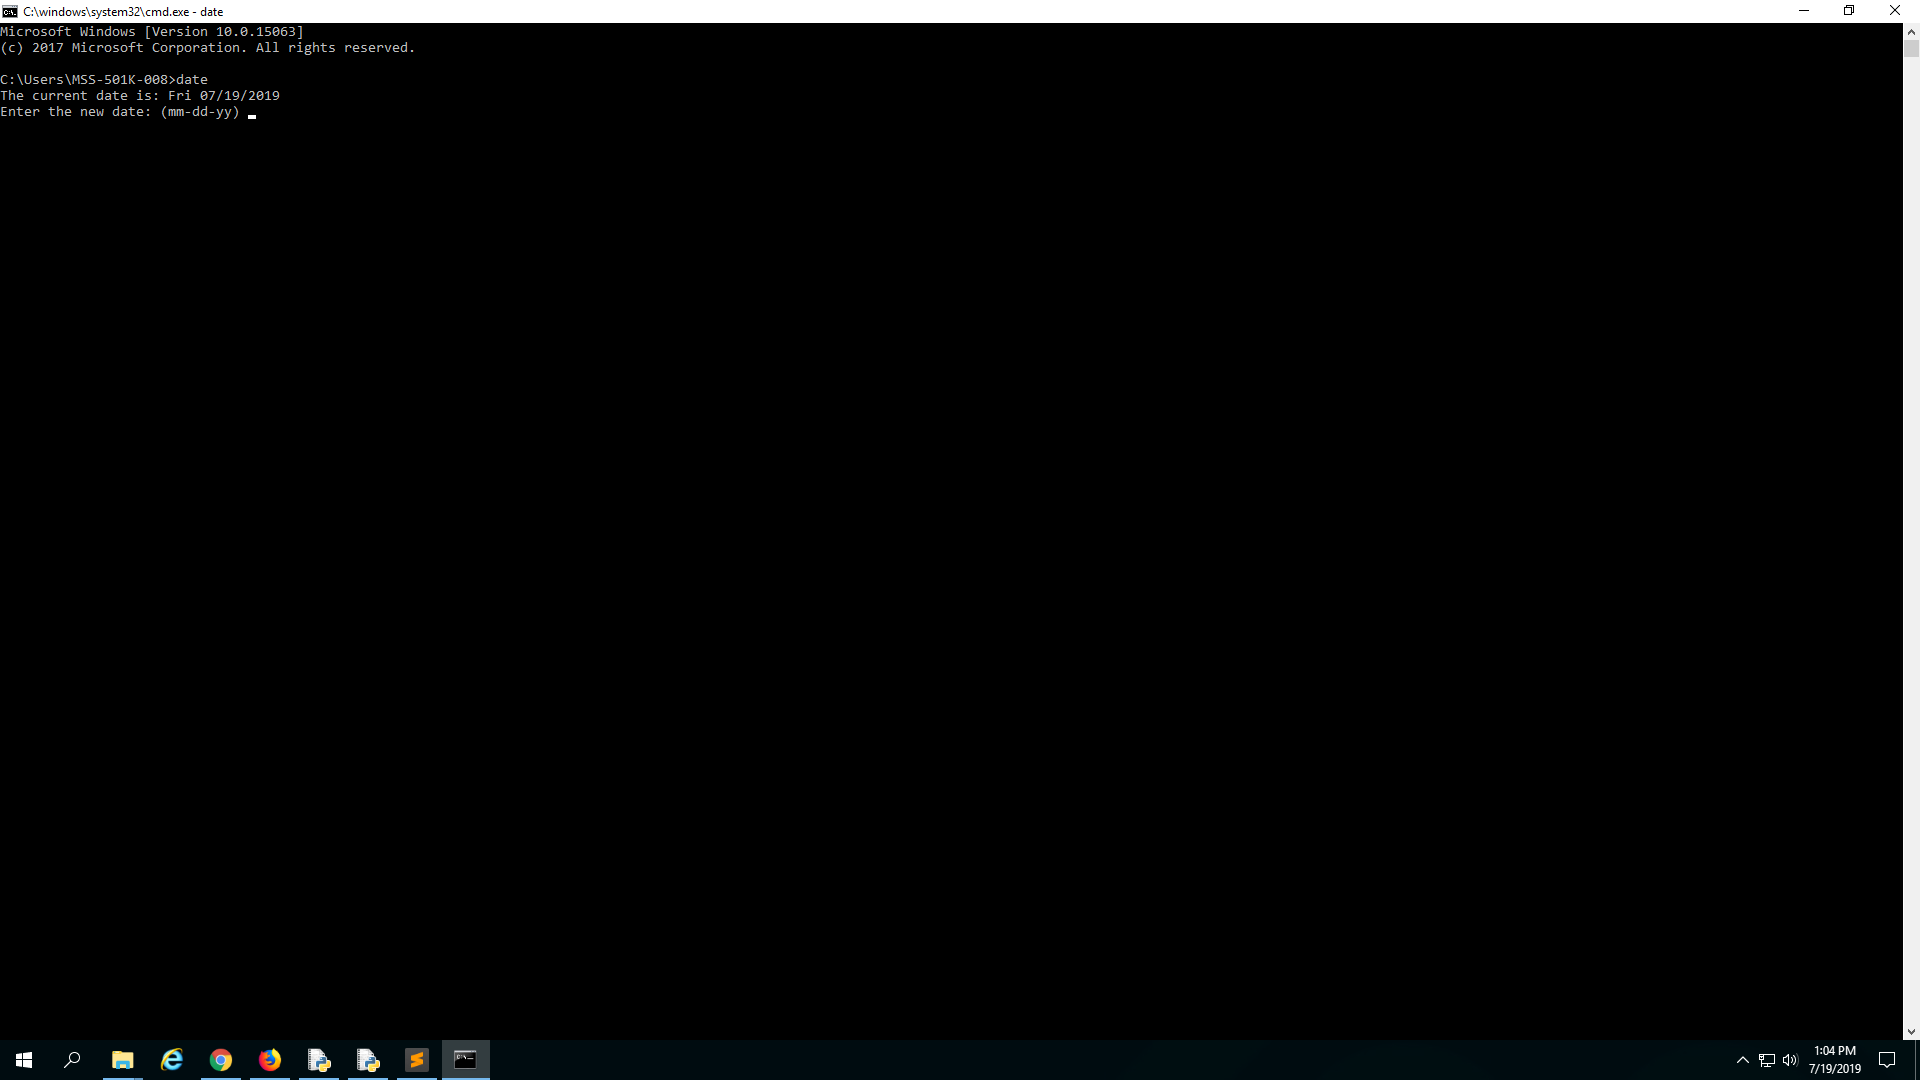 C:\windows\system32\cmd.exe - date
Microsoft Windows [Version 10.0.15063]
(c) 2017 Microsoft Corporation. All rights reserved.
C:\Users\MSS-501K-008>date
The current date is: Fri 07/19/2019
Enter the new date: (mm-dd-yy)
1:04 PM
7/19/2019